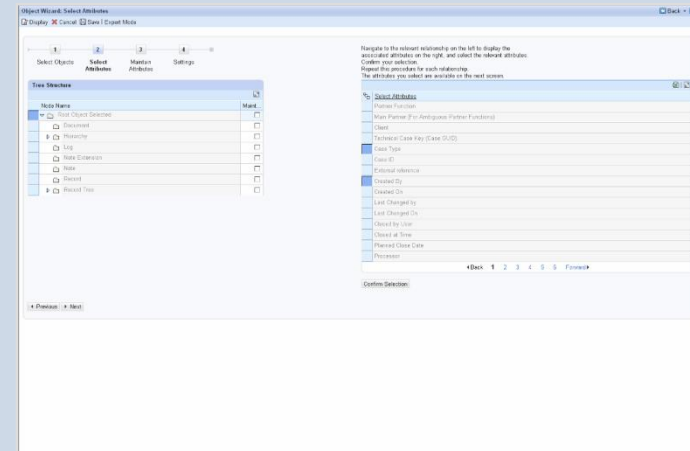 Object Wizard: Select Attributes
Back
Display Cancel Save | Expert Mode
1 2 3 4
Select Objects Select Attributes Maintain Attributes Settings
Navigate to the relevant relationship on the left to display the
associated attributes on the right, and select the relevant attributes
Confirm your selection.
Repeat this procedure for each relationship.
The attributes you select are available on the next screen.
Tree Structure
Node Name Maint...
Root Object Selected
Document
Hierarchy
Log
Note Extension
Note
Record
Record Tree
Select Attributes
Partner Function
Main Partner (For Ambiguous Partner Functions)
Client
Technical Case Key (Case GUID)
Case Type
Case ID
External reference
Created By
Created On
Last Changed by
Last Changed On
Closed by User
Closed at Time
Planned Close Date
Processor
Back 1 2 3 4 5 6 Forward
Confirm Selection
Previous Next